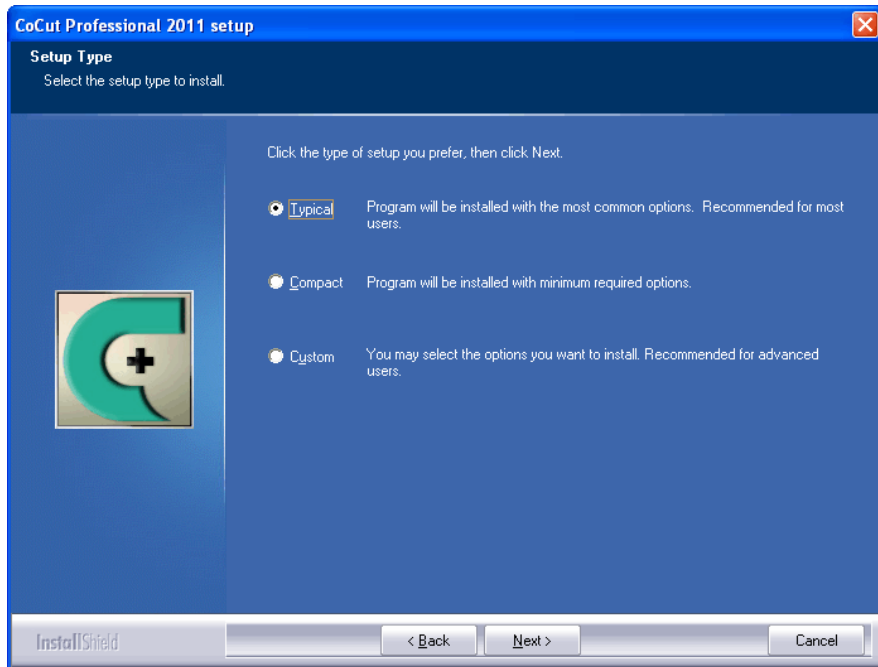 CoCut Professional 2011 setup
Setup Type
Select the setup type to install.
Click the type of setup you prefer, then click Next.
Typical
Program will be installed with the most common options.  Recommended for most
users.
Compact
Program will be installed with minimum required options.
Custom
You may select the options you want to install. Recommended for advanced
users.
InstallShield
< Back
Next >
Cancel